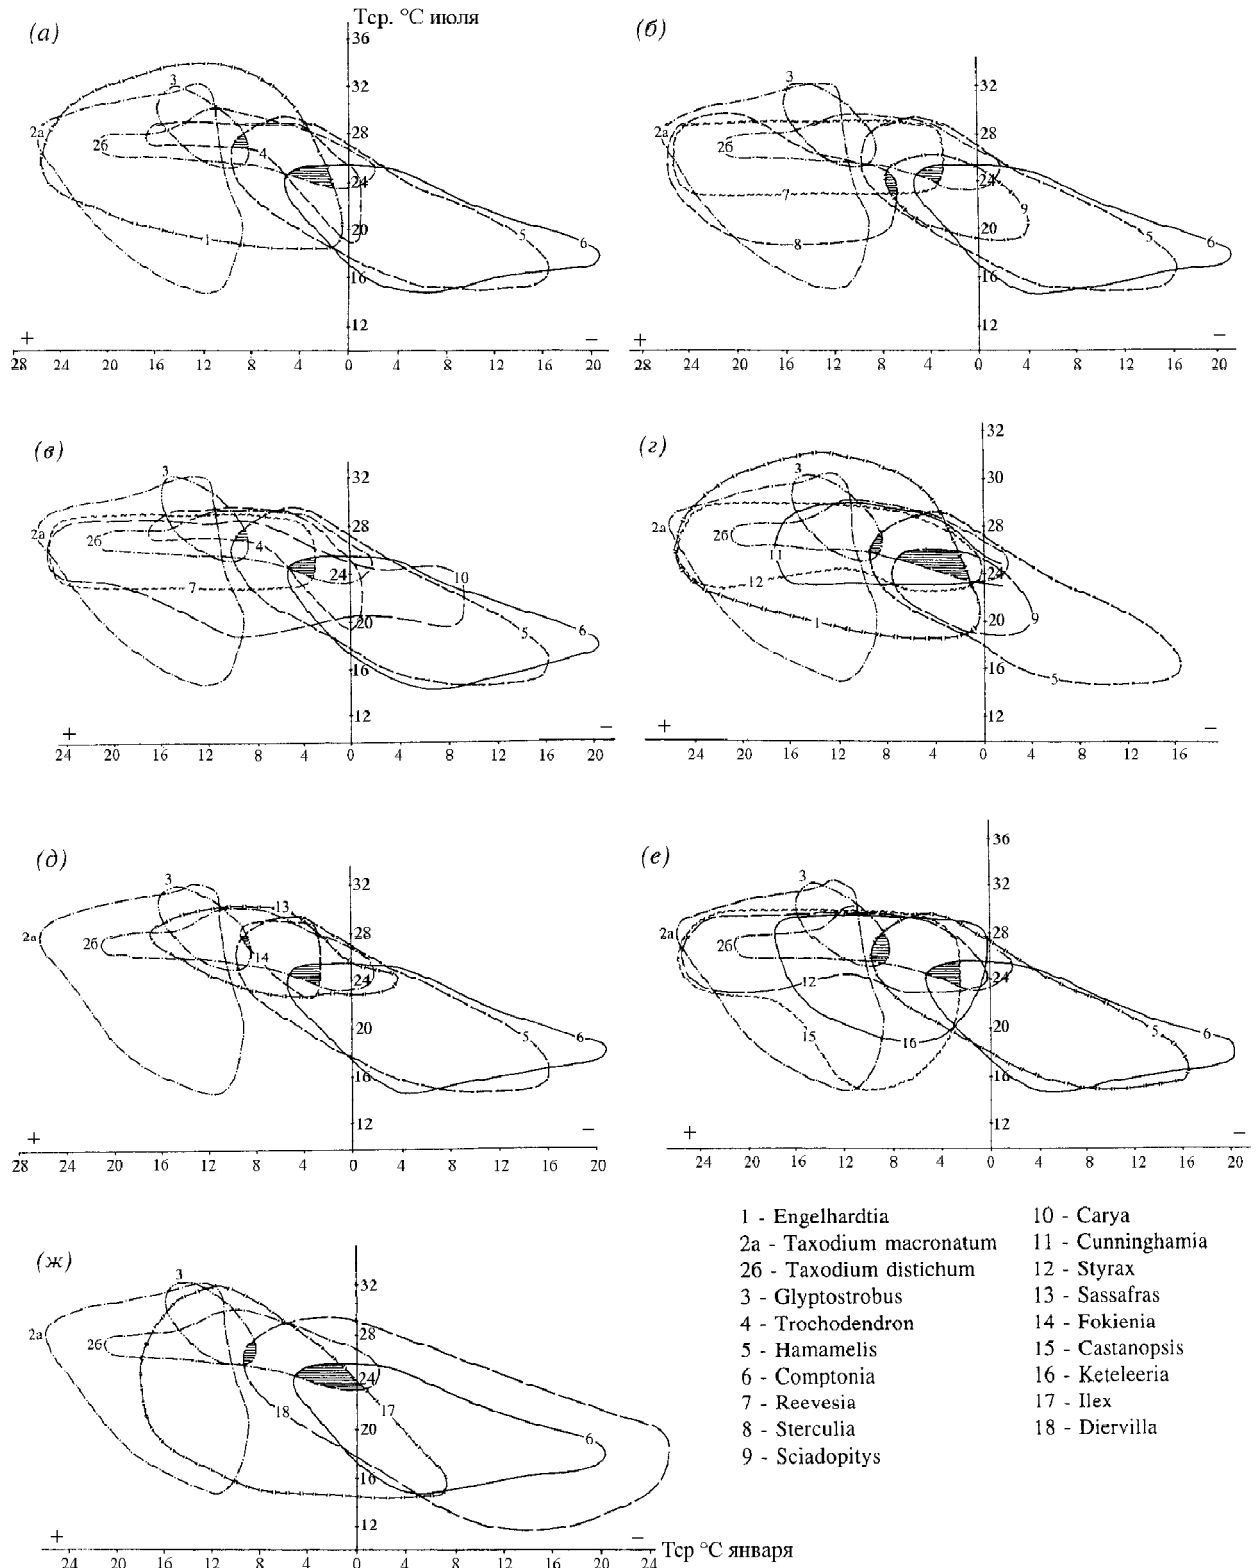 (а)
Тср. °С июля
36
32
28
24
20
16
12
3
2а
2б
4
1
5
6
+
−
28 24 20 16 12 8 4 0 4 8 12 16 20
(б)
32
28
24
20
16
12
3
2а
2б
7
8
9
5
6
+
−
28 24 20 16 12 8 4 0 4 8 12 16 20
(в)
32
28
24
20
16
12
3
2а
2б
4
7
10
5
6
+
−
24 20 16 12 8 4 0 4 8 12 16 20
(г)
32
30
28
24
20
16
12
3
2а
2б
11
12
1
9
5
+
−
24 20 16 12 8 4 0 4 8 12 16
(д)
32
28
24
20
16
12
3
13
2а
2б
14
5
6
+
−
28 24 20 16 12 8 4 0 4 8 12 16 20
(е)
36
32
28
24
20
16
12
3
2а
2б
12
15
16
5
6
+
−
24 20 16 12 8 4 0 4 8 12 16 20
(ж)
32
28
24
20
16
12
3
2а
2б
18
17
6
+
−
24 20 16 12 8 4 0 4 8 12 16 20 24
Тср °С января
1 - Engelhardtia
2а - Taxodium macronatum
2б - Taxodium distichum
3 - Glyptostrobus
4 - Trochodendron
5 - Hamamelis
6 - Comptonia
7 - Reevesia
8 - Sterculia
9 - Sciadopitys
10 - Carya
11 - Cunninghamia
12 - Styrax
13 - Sassafras
14 - Fokienia
15 - Castanopsis
16 - Keteleeria
17 - Ilex
18 - Diervilla